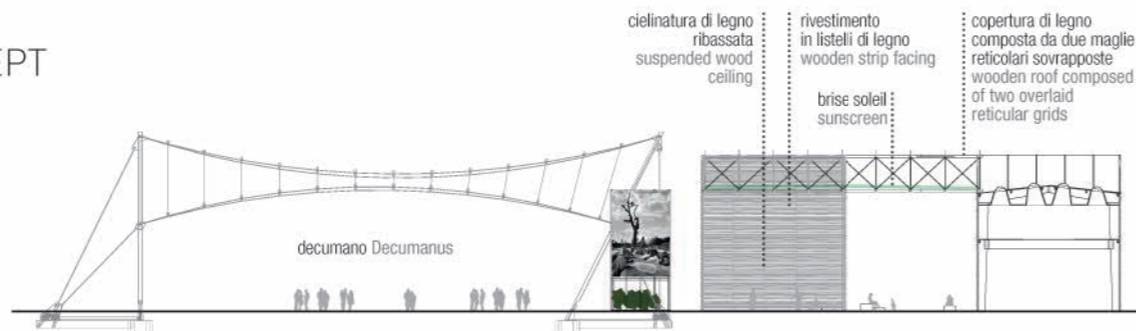 EPT
cielinatura di legno
ribassata
suspended wood
ceiling
rivestimento
in listelli di legno
wooden strip facing
brise soleil
sunscreen
copertura di legno
composta da due maglie
reticolari sovrapposte
wooden roof composed
of two overlaid
reticular grids
decumano Decumanus